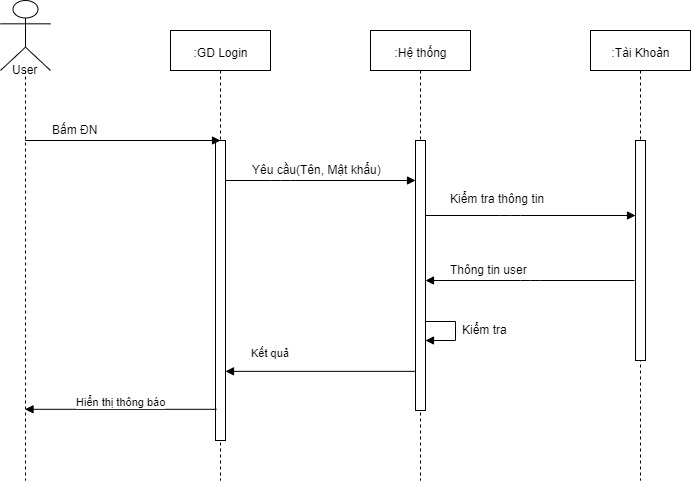 User
:GD Login
:Hệ thống
:Tài Khoản
Bấm ĐN
Yêu cầu(Tên, Mật khẩu)
Kiểm tra thông tin
Thông tin user
Kiểm tra
Kết quả
Hiển thị thông báo